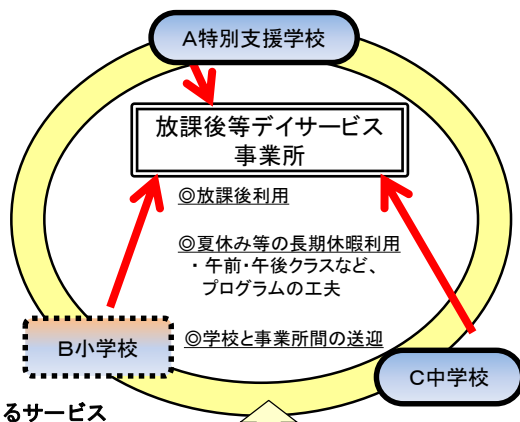 A特別支援学校
放課後等デイサービス
事業所
◎放課後利用
◎夏休み等の長期休暇利用
・午前・午後クラスなど、
プログラムの工夫
◎学校と事業所間の送迎
B小学校
C中学校
るサービス